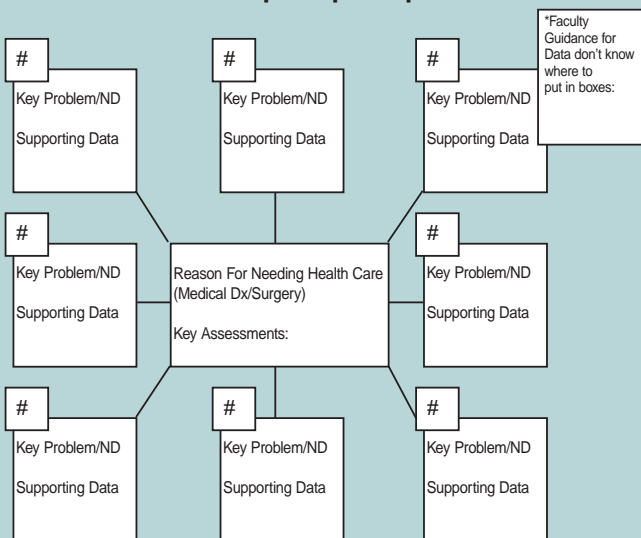 *Faculty
Guidance for
Data don't know
where to
put in boxes:
#
Key Problem/ND
Supporting Data
#
Key Problem/ND
Supporting Data
#
Key Problem/ND
Supporting Data
#
Key Problem/ND
Supporting Data
Reason For Needing Health Care
(Medical Dx/Surgery)
Key Assessments:
#
Key Problem/ND
Supporting Data
#
Key Problem/ND
Supporting Data
#
Key Problem/ND
Supporting Data
#
Key Problem/ND
Supporting Data